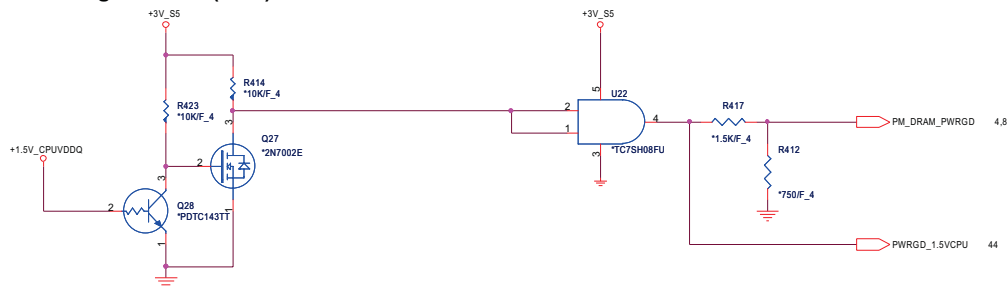 +3V_S5
+3V_S5
R414
*10K/F_4
R423
*10K/F_4
5
U22
2
1
4
3
*TC7SH08FU
R417
*1.5K/F_4
PM_DRAM_PWRGD 4,8
R412
*750/F_4
3
Q27
*2N7002E
2
1
+1.5V_CPUVDDQ
3
2
Q28
*PDTC143TT
1
PWRGD_1.5VCPU 44